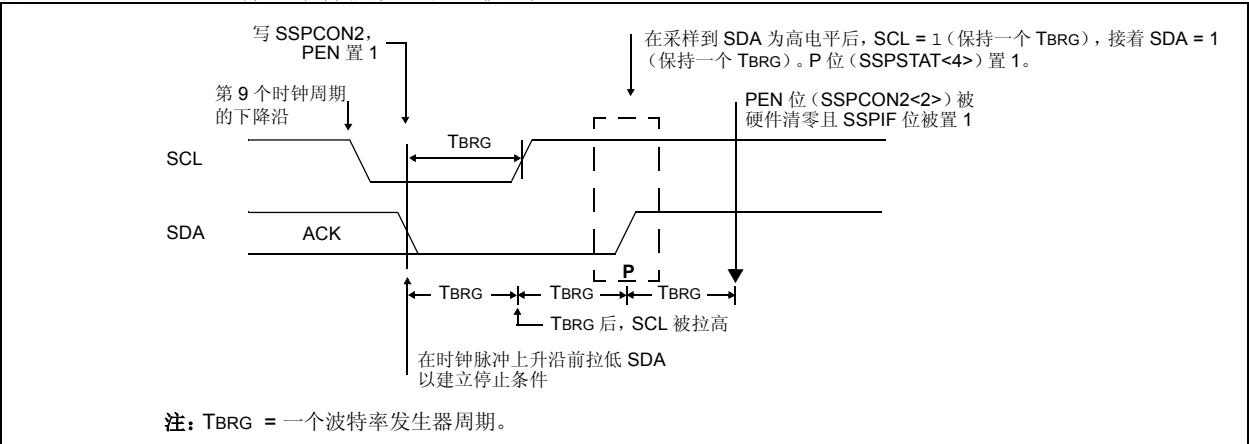 写 SSPCON2，
PEN 置 1
在采样到 SDA 为高电平后，SCL = 1（保持一个 TBRG），接着 SDA = 1
（保持一个 TBRG）。P 位（SSPSTAT<4>）置 1。
第 9 个时钟周期
的下降沿
PEN 位（SSPCON2<2>）被
硬件清零且 SSPIF 位被置 1
TBRG
SCL
SDA
ACK
P
TBRG
TBRG
TBRG
TBRG 后，SCL 被拉高
在时钟脉冲上升沿前拉低 SDA
以建立停止条件
注：TBRG = 一个波特率发生器周期。